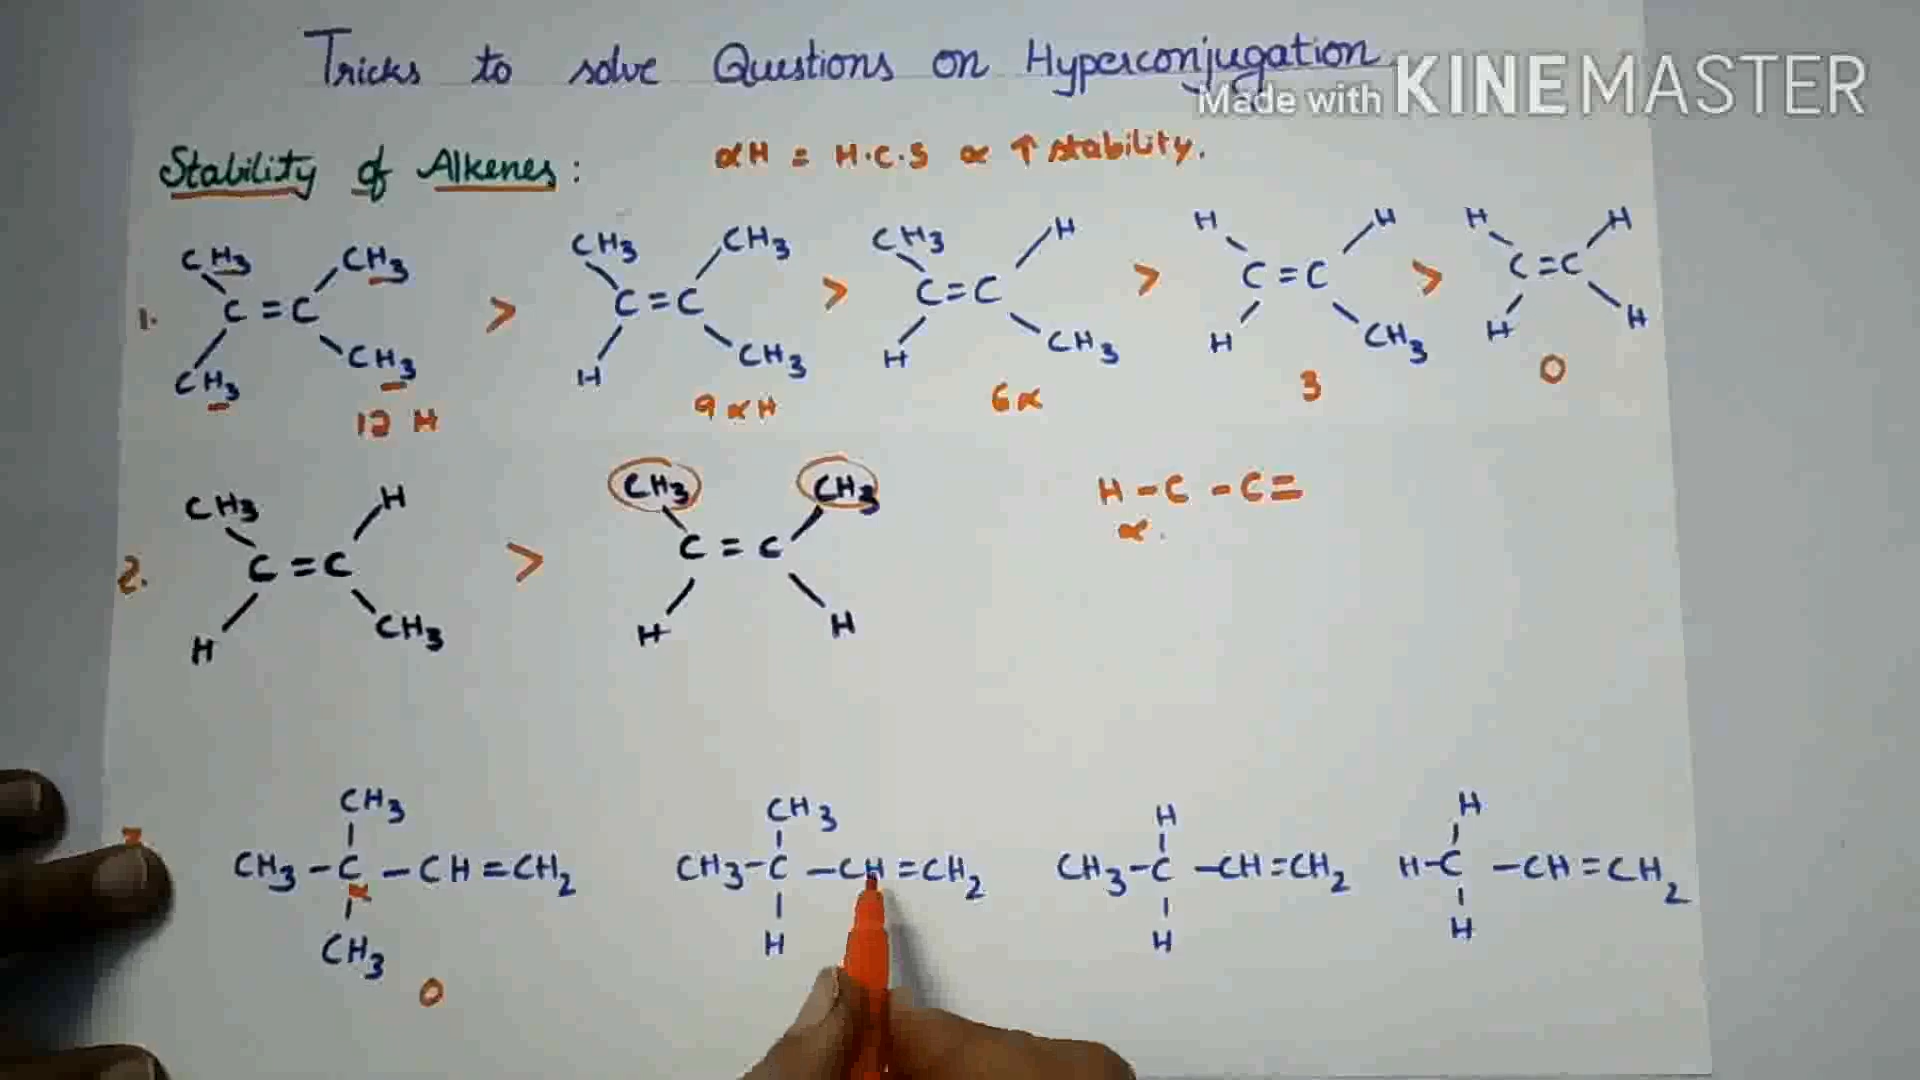 Tricks to solve Questions on Hyperconjugation
Made with KINEMASTER
Stability of Alkenes :
αH = H.C.S ∝ ↑ stability.
1.
CH3 CH3
C = C
CH3 CH3
12 H
>
CH3 CH3
C = C
H CH3
9 αH
>
CH3 H
C = C
H CH3
6α
>
H H
C = C
H CH3
3
>
H H
C = C
H H
0
2.
CH3 H
C = C
H CH3
>
CH3 CH3
C = C
H H
H - C - C =
α
CH3
CH3 - C - CH = CH2
α
CH3
0
CH3
CH3 - C - CH = CH2
H
H
CH3 - C - CH = CH2
H
H
H - C - CH = CH2
H